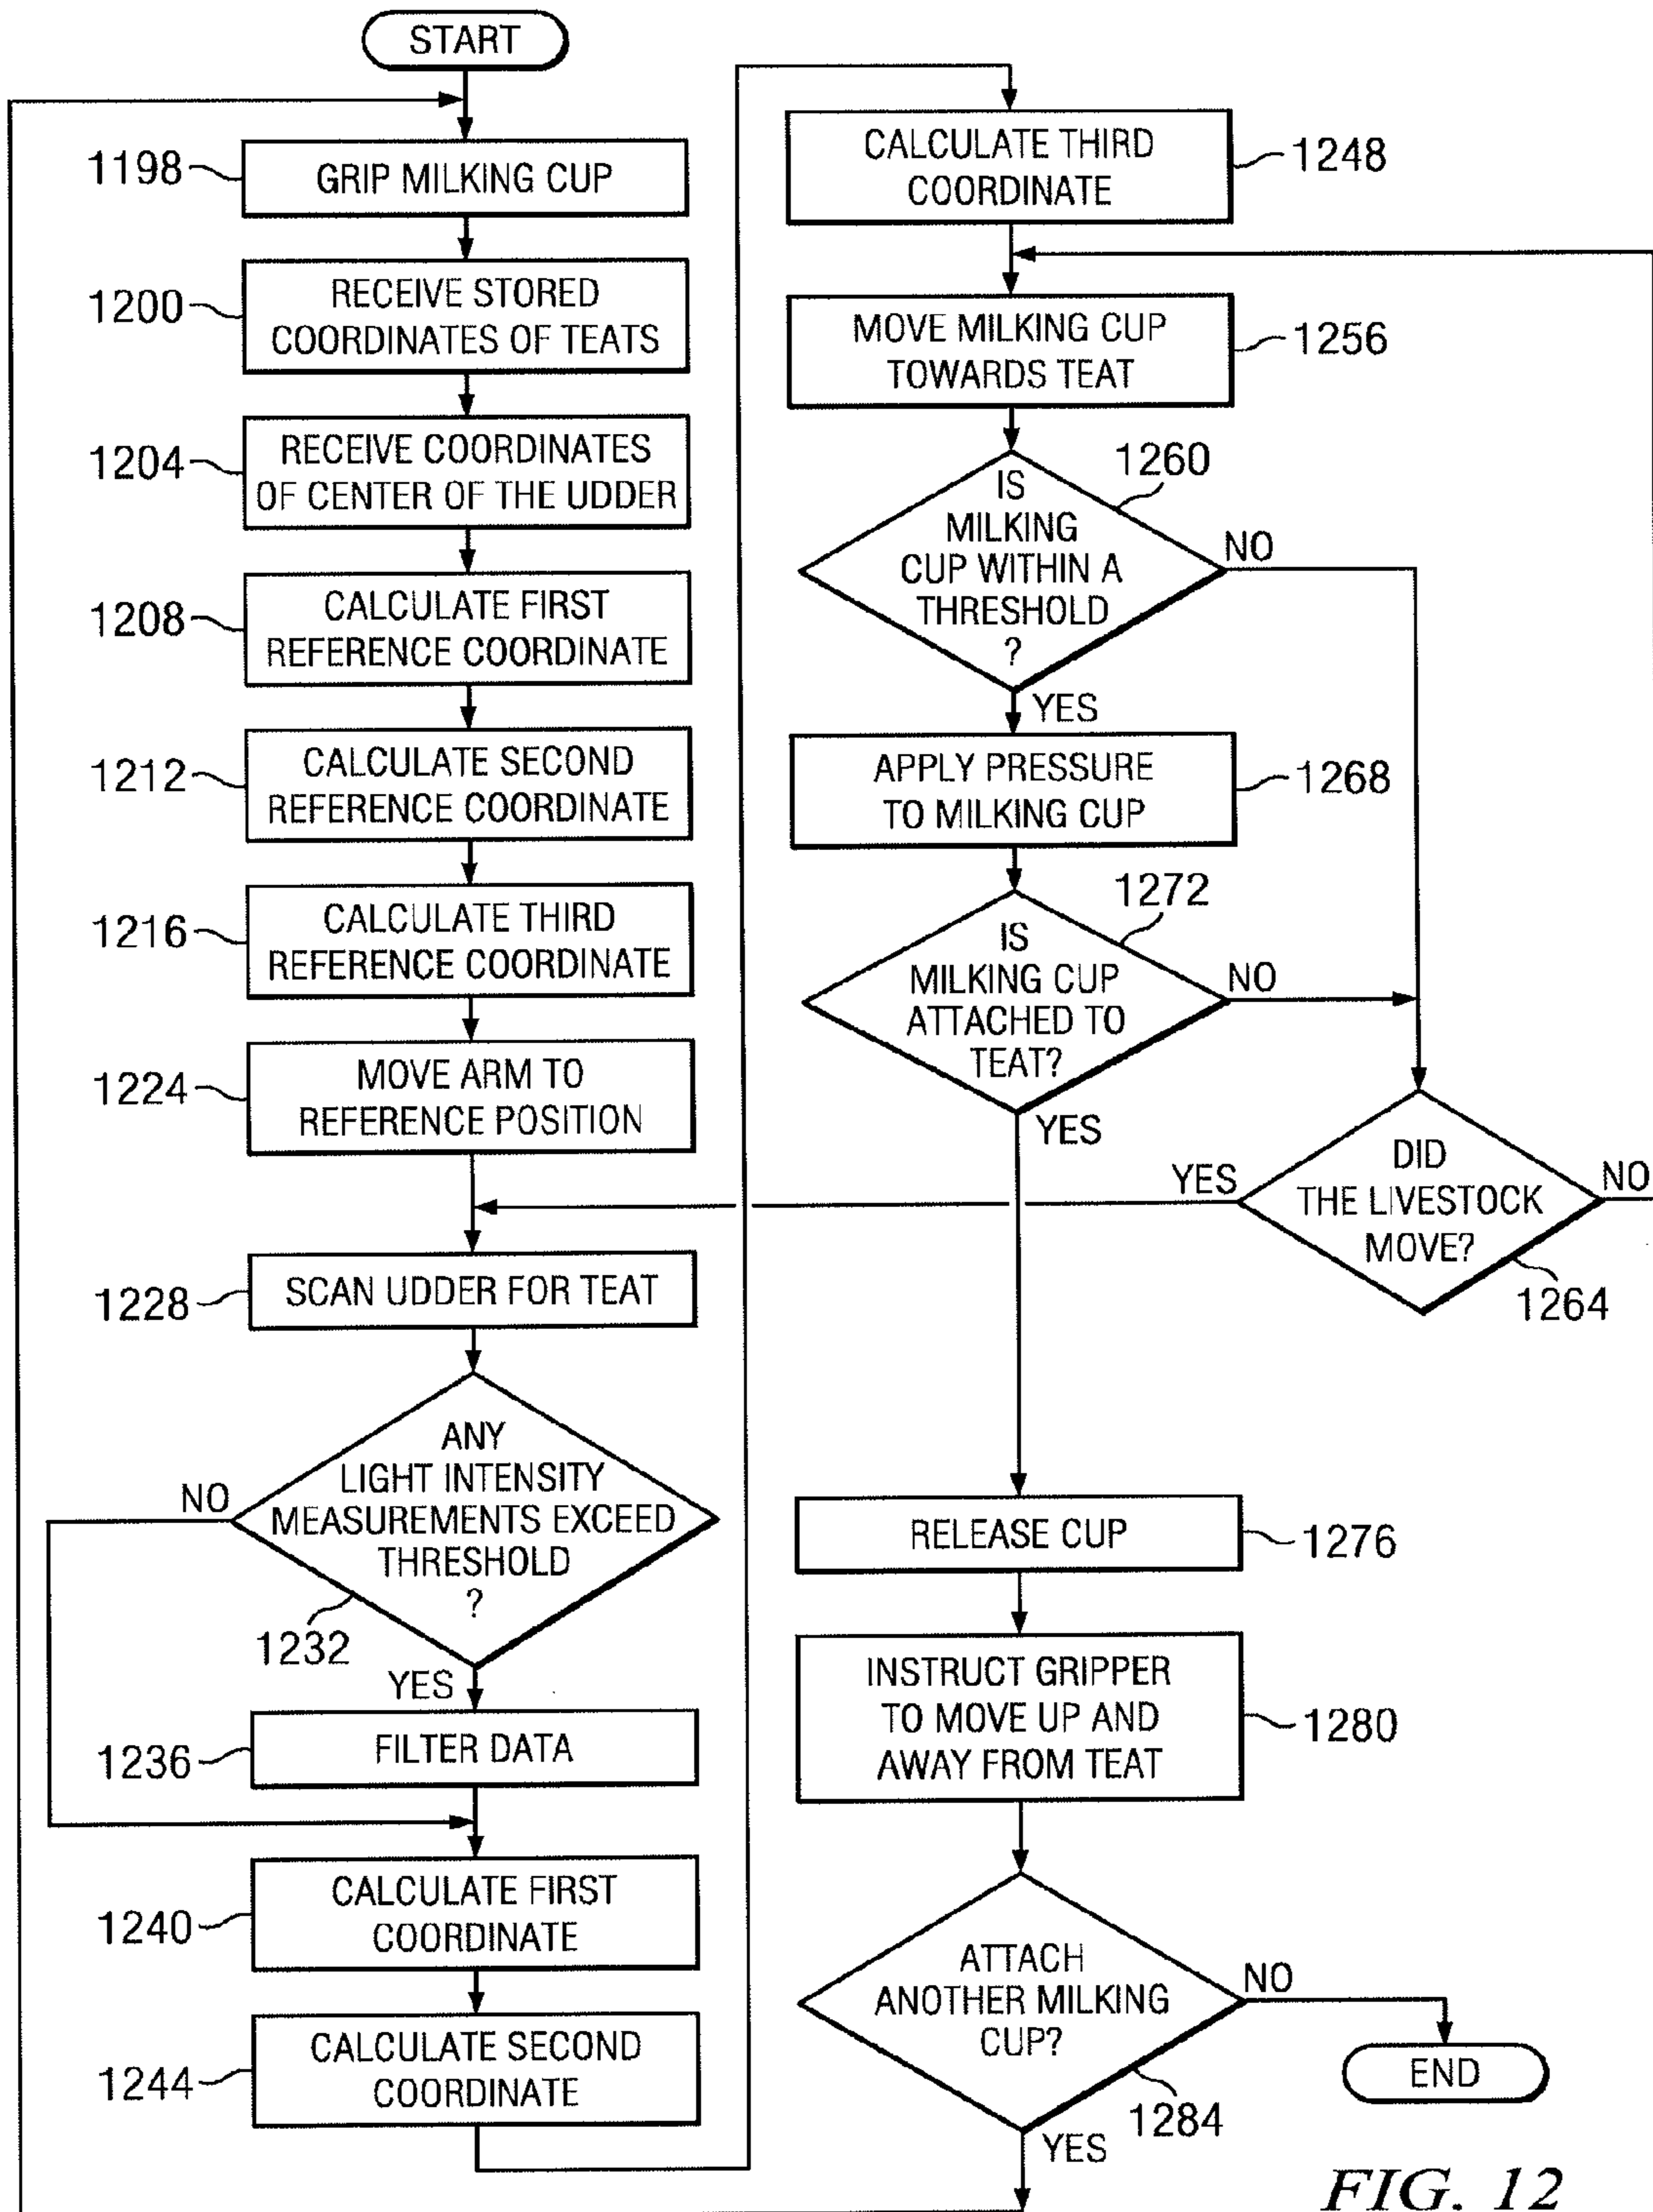 START
1198
GRIP MILKING CUP
1200
RECEIVE STORED
COORDINATES OF TEATS
1204
RECEIVE COORDINATES
OF CENTER OF THE UDDER
1208
CALCULATE FIRST
REFERENCE COORDINATE
1212
CALCULATE SECOND
REFERENCE COORDINATE
1216
CALCULATE THIRD
REFERENCE COORDINATE
1224
MOVE ARM TO
REFERENCE POSITION
1228
SCAN UDDER FOR TEAT
ANY
LIGHT INTENSITY
MEASUREMENTS EXCEED
THRESHOLD
?
NO
1232
YES
1236
FILTER DATA
1240
CALCULATE FIRST
COORDINATE
1244
CALCULATE SECOND
COORDINATE
CALCULATE THIRD
COORDINATE
1248
MOVE MILKING CUP
TOWARDS TEAT
1256
1260
IS
MILKING
CUP WITHIN A
THRESHOLD
?
NO
YES
APPLY PRESSURE
TO MILKING CUP
1268
1272
IS
MILKING CUP
ATTACHED TO
TEAT?
NO
YES
DID
THE LIVESTOCK
MOVE?
YES
NO
1264
RELEASE CUP
1276
INSTRUCT GRIPPER
TO MOVE UP AND
AWAY FROM TEAT
1280
ATTACH
ANOTHER MILKING
CUP?
NO
1284
YES
END
FIG. 12